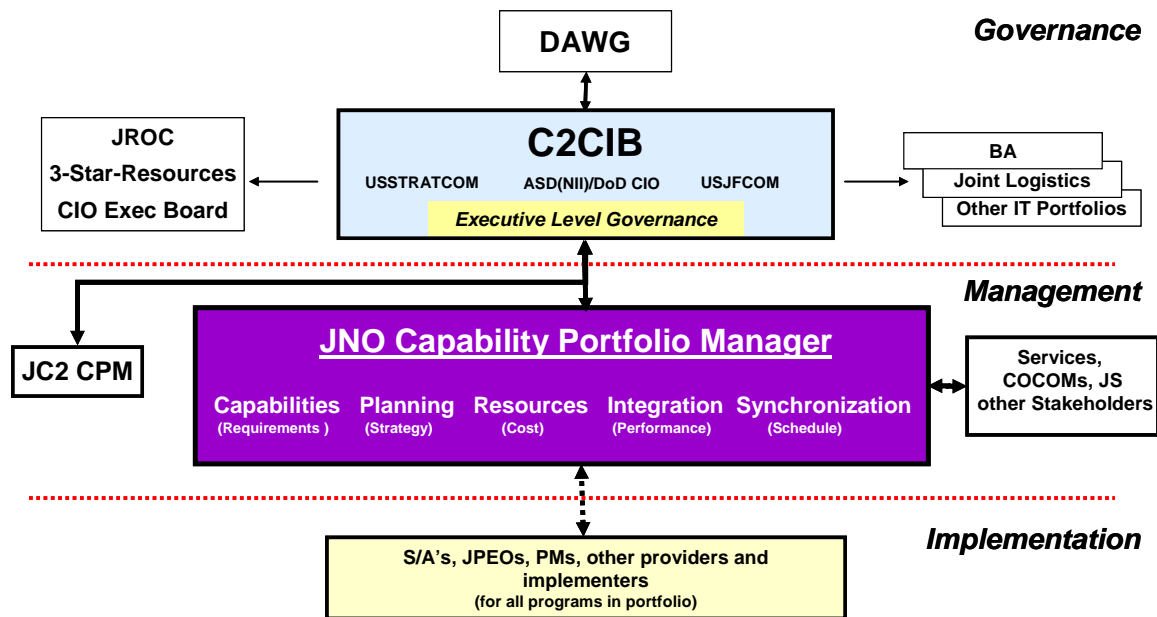 Governance
DAWG
C2CIB
USSTRATCOM ASD(NII)/DoD CIO USJFCOM
Executive Level Governance
JROC
3-Star-Resources
CIO Exec Board
BA
Joint Logistics
Other IT Portfolios
Management
JC2 CPM
JNO Capability Portfolio Manager
Capabilities Planning Resources Integration Synchronization
(Requirements ) (Strategy) (Cost) (Performance) (Schedule)
Services,
COCOMs, JS
other Stakeholders
Implementation
S/A's, JPEOs, PMs, other providers and
implementers
(for all programs in portfolio)